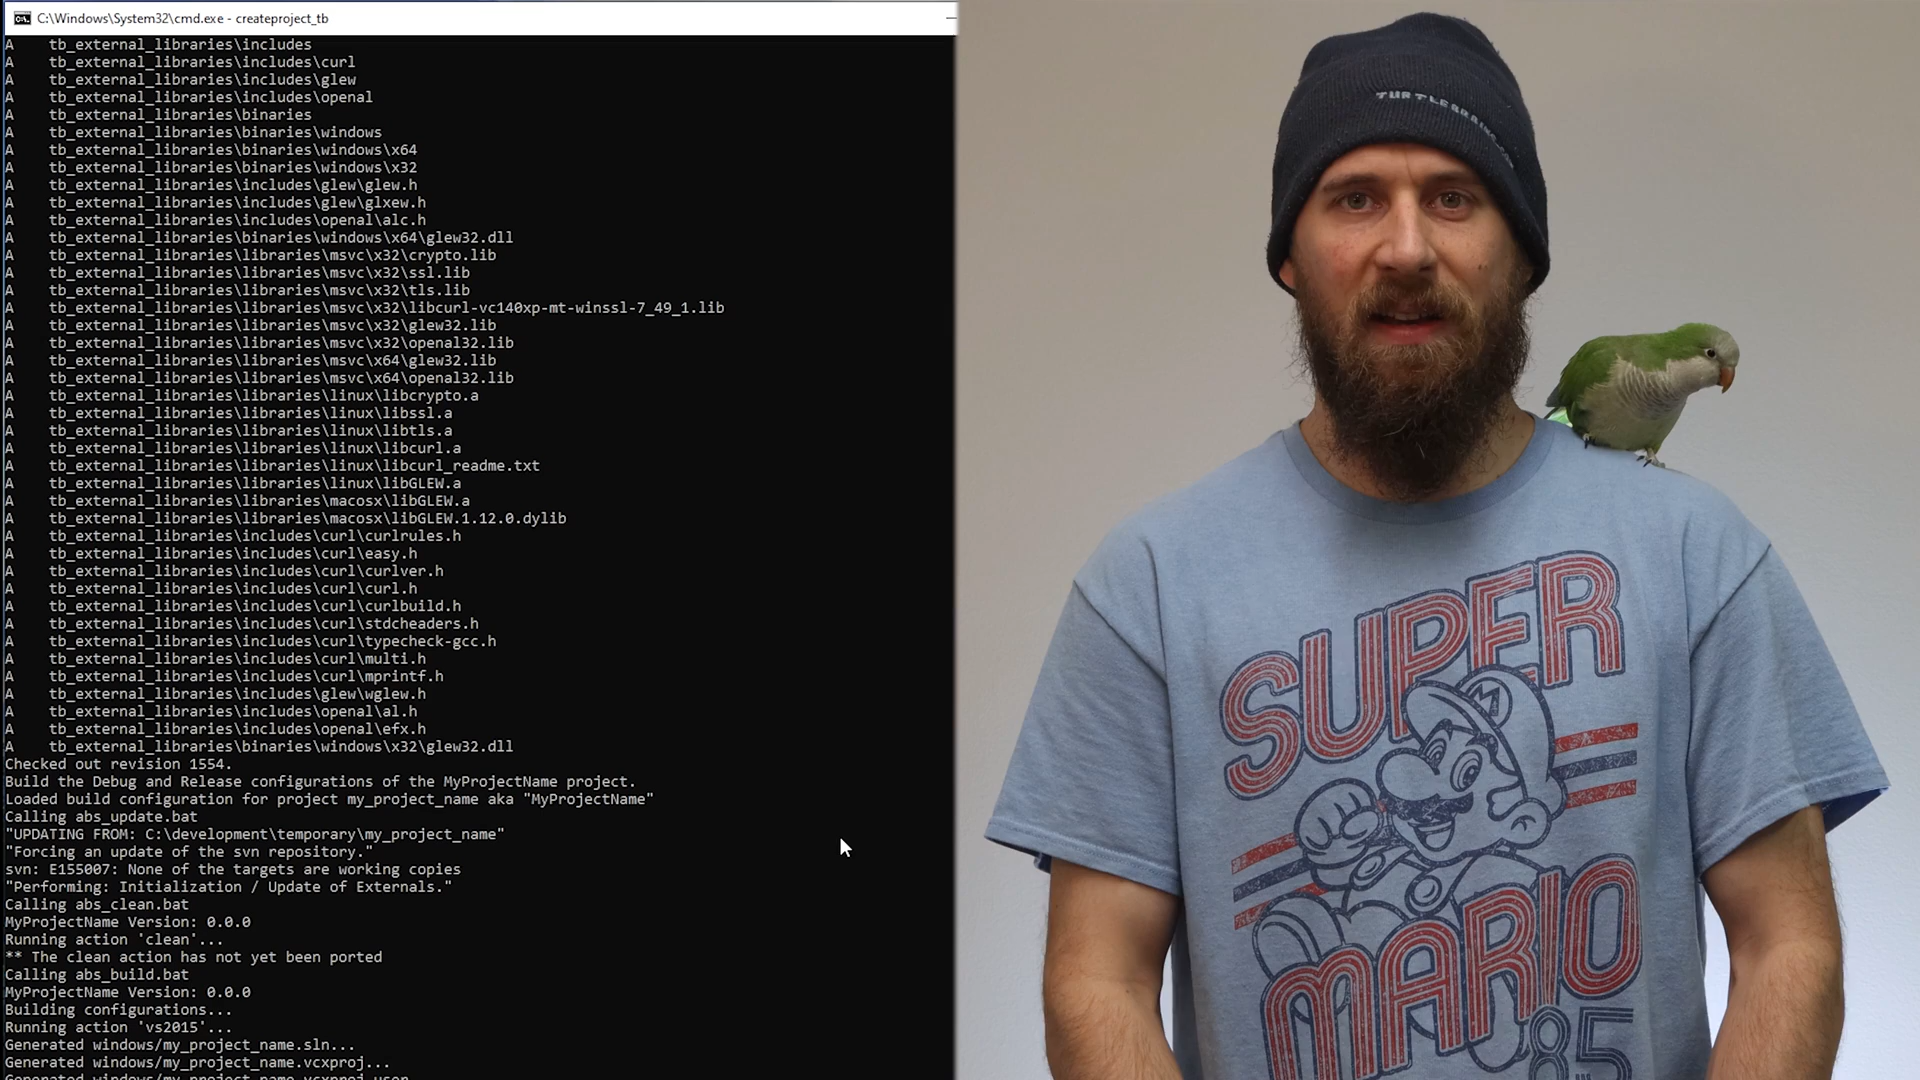 C:\Windows\System32\cmd.exe - createproject_tb
A    tb_external_libraries\includes
A    tb_external_libraries\includes\curl
A    tb_external_libraries\includes\glew
A    tb_external_libraries\includes\openal
A    tb_external_libraries\binaries
A    tb_external_libraries\binaries\windows
A    tb_external_libraries\binaries\windows\x64
A    tb_external_libraries\binaries\windows\x32
A    tb_external_libraries\includes\glew\glew.h
A    tb_external_libraries\includes\glew\glxew.h
A    tb_external_libraries\includes\openal\alc.h
A    tb_external_libraries\binaries\windows\x64\glew32.dll
A    tb_external_libraries\libraries\msvc\x32\crypto.lib
A    tb_external_libraries\libraries\msvc\x32\ssl.lib
A    tb_external_libraries\libraries\msvc\x32\tls.lib
A    tb_external_libraries\libraries\msvc\x32\libcurl-vc140xp-mt-winssl-7_49_1.lib
A    tb_external_libraries\libraries\msvc\x32\glew32.lib
A    tb_external_libraries\libraries\msvc\x32\openal32.lib
A    tb_external_libraries\libraries\msvc\x64\glew32.lib
A    tb_external_libraries\libraries\msvc\x64\openal32.lib
A    tb_external_libraries\libraries\linux\libcrypto.a
A    tb_external_libraries\libraries\linux\libssl.a
A    tb_external_libraries\libraries\linux\libtls.a
A    tb_external_libraries\libraries\linux\libcurl.a
A    tb_external_libraries\libraries\linux\libcurl_readme.txt
A    tb_external_libraries\libraries\linux\libGLEW.a
A    tb_external_libraries\libraries\macosx\libGLEW.a
A    tb_external_libraries\libraries\macosx\libGLEW.1.12.0.dylib
A    tb_external_libraries\includes\curl\curlrules.h
A    tb_external_libraries\includes\curl\easy.h
A    tb_external_libraries\includes\curl\curlver.h
A    tb_external_libraries\includes\curl\curl.h
A    tb_external_libraries\includes\curl\curlbuild.h
A    tb_external_libraries\includes\curl\stdcheaders.h
A    tb_external_libraries\includes\curl\typecheck-gcc.h
A    tb_external_libraries\includes\curl\multi.h
A    tb_external_libraries\includes\curl\mprintf.h
A    tb_external_libraries\includes\glew\wglew.h
A    tb_external_libraries\includes\openal\al.h
A    tb_external_libraries\includes\openal\efx.h
A    tb_external_libraries\binaries\windows\x32\glew32.dll
Checked out revision 1554.
Build the Debug and Release configurations of the MyProjectName project.
Loaded build configuration for project my_project_name aka "MyProjectName"
Calling abs_update.bat
"UPDATING FROM: C:\development\temporary\my_project_name"
"Forcing an update of the svn repository."
svn: E155007: None of the targets are working copies
"Performing: Initialization / Update of Externals."
Calling abs_clean.bat
MyProjectName Version: 0.0.0
Running action 'clean'...
** The clean action has not yet been ported
Calling abs_build.bat
MyProjectName Version: 0.0.0
Building configurations...
Running action 'vs2015'...
Generated windows/my_project_name.sln...
Generated windows/my_project_name.vcxproj...
Generated windows/my_project_name.vcxproj.user
TURTLEBRAINS.COM
SUPER
M
MARIO
85